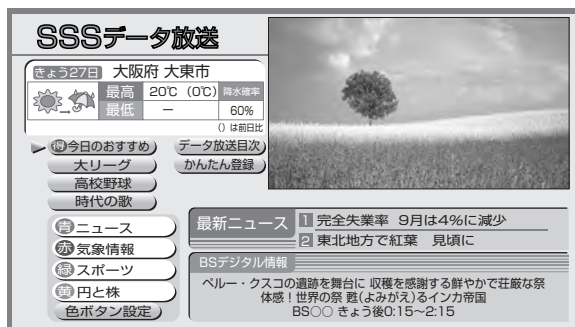 SSSデータ放送
きょう27日 大阪府 大東市
最高 20℃ (0℃) 降水確率
最低 － 60%
() は前日比
得 今日のおすすめ データ放送目次
大リーグ かんたん登録
高校野球
時代の歌
青 ニュース
赤 気象情報
緑 スポーツ
黄 円と株
色ボタン設定
最新ニュース 1 完全失業率 9月は4%に減少
2 東北地方で紅葉 見頃に
BSデジタル情報
ペルー・クスコの遺跡を舞台に 収穫を感謝する鮮やかで荘厳な祭
体感！世界の祭 甦(よみがえ)るインカ帝国
BS○○ きょう後0:15～2:15